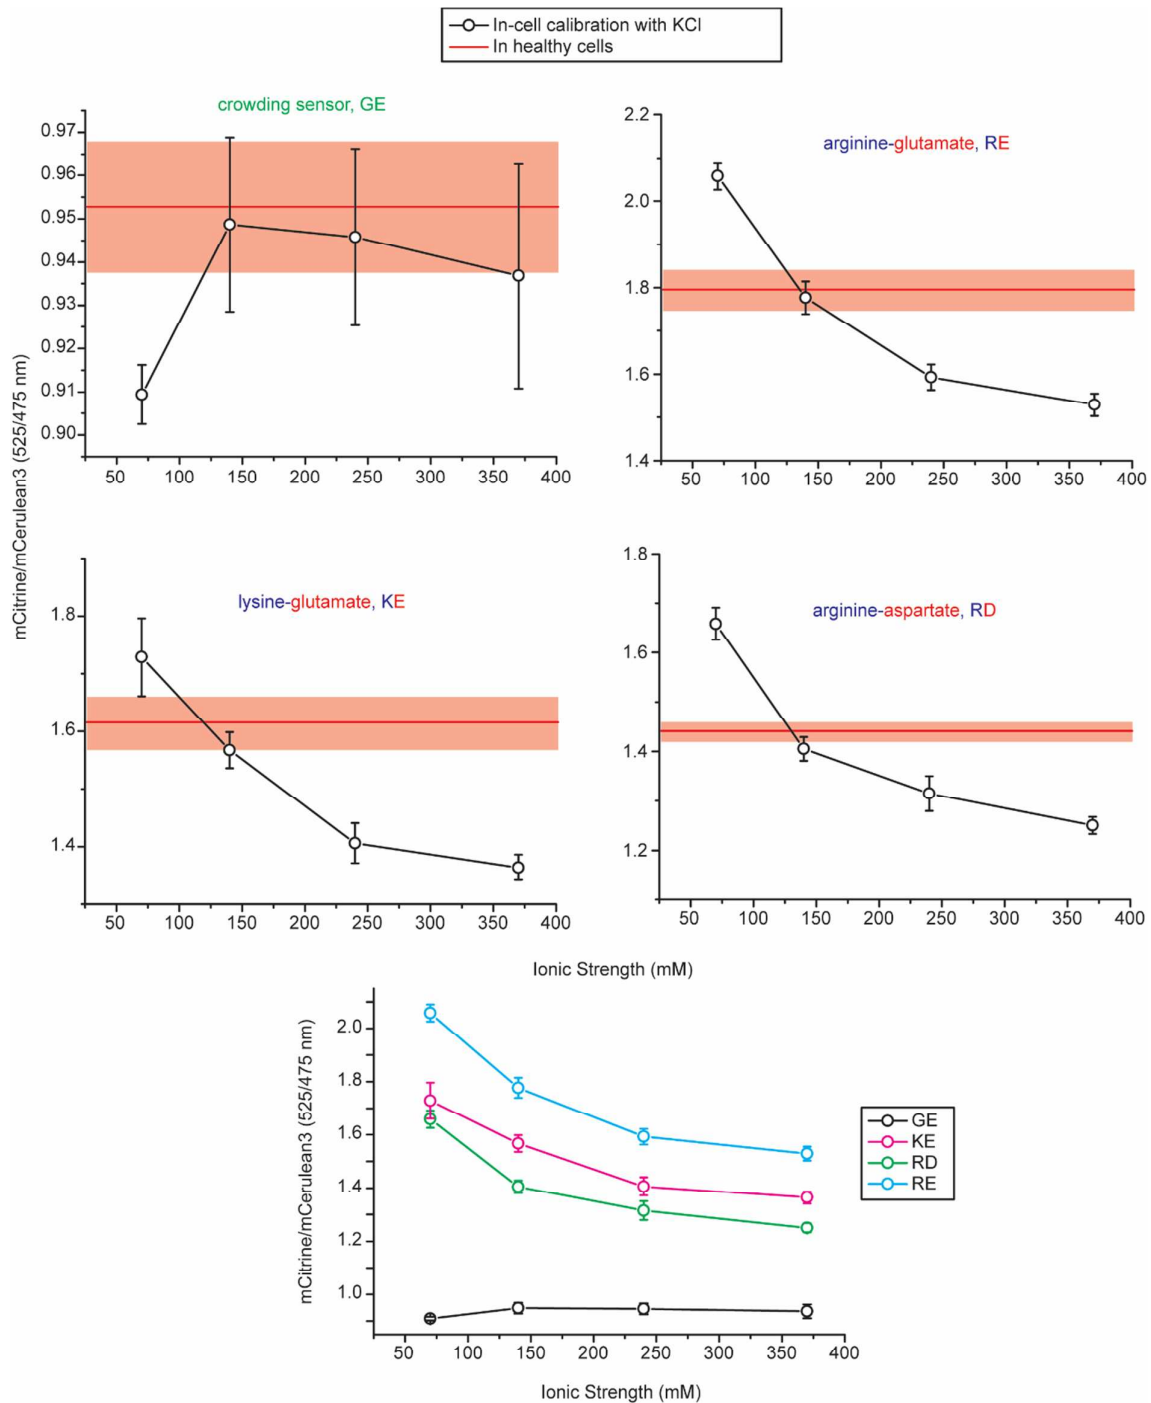 In-cell calibration with KCl
In healthy cells
crowding sensor, GE
0.97
0.96
0.95
0.94
0.93
0.92
0.91
0.90
50 100 150 200 250 300 350 400
arginine-glutamate, RE
2.2
2.0
1.8
1.6
1.4
50 100 150 200 250 300 350 400
mCitrine/mCerulean3 (525/475 nm)
lysine-glutamate, KE
1.8
1.6
1.4
50 100 150 200 250 300 350 400
arginine-aspartate, RD
1.8
1.6
1.4
1.2
50 100 150 200 250 300 350 400
Ionic Strength (mM)
mCitrine/mCerulean3 (525/475 nm)
2.0
1.8
1.6
1.4
1.2
1.0
50 100 150 200 250 300 350 400
GE
KE
RD
RE
Ionic Strength (mM)